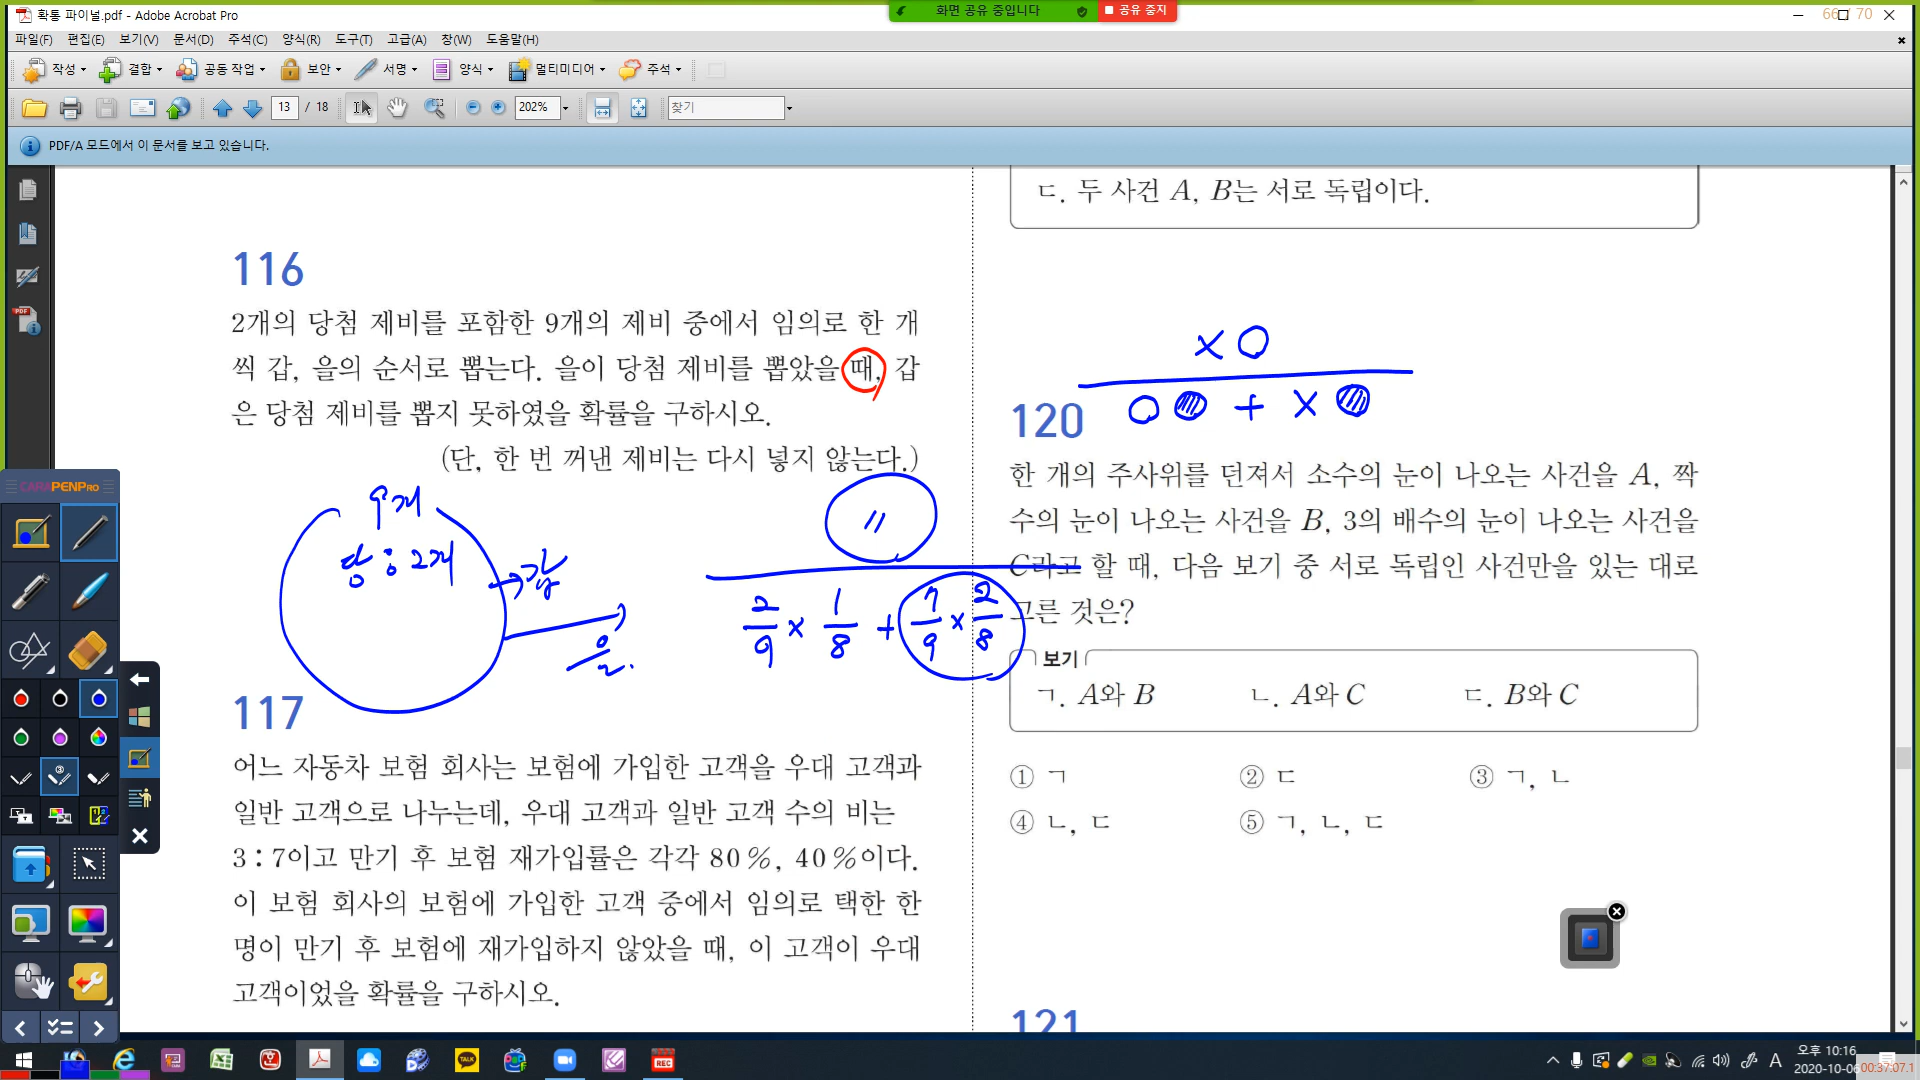 확통 파이널.pdf - Adobe Acrobat Pro
화면 공유 중입니다
공유 중지
66 / 70
파일(F) 편집(E) 보기(V) 문서(D) 주석(C) 양식(R) 도구(T) 고급(A) 창(W) 도움말(H)
작성 결합 공동 작업 보안 서명 양식 멀티미디어 주석
13 / 18 202% 찾기
PDF/A 모드에서 이 문서를 보고 있습니다.
116
2개의 당첨 제비를 포함한 9개의 제비 중에서 임의로 한 개
씩 갑, 을의 순서로 뽑는다. 을이 당첨 제비를 뽑았을 때, 갑
은 당첨 제비를 뽑지 못하였을 확률을 구하시오.
(단, 한 번 꺼낸 제비는 다시 넣지 않는다.)
9개
당 : 2개
→ 갑
을
〃
2/9 × 1/8 + 7/9 × 2/8
117
어느 자동차 보험 회사는 보험에 가입한 고객을 우대 고객과
일반 고객으로 나누는데, 우대 고객과 일반 고객 수의 비는
3 : 7이고 만기 후 보험 재가입률은 각각 80%, 40%이다.
이 보험 회사의 보험에 가입한 고객 중에서 임의로 택한 한
명이 만기 후 보험에 재가입하지 않았을 때, 이 고객이 우대
고객이었을 확률을 구하시오.
ㄷ. 두 사건 A, B는 서로 독립이다.
× O
O ● + × ●
120
한 개의 주사위를 던져서 소수의 눈이 나오는 사건을 A, 짝
수의 눈이 나오는 사건을 B, 3의 배수의 눈이 나오는 사건을
C라고 할 때, 다음 보기 중 서로 독립인 사건만을 있는 대로
고른 것은?
보기
ㄱ. A와 B ㄴ. A와 C ㄷ. B와 C
① ㄱ ② ㄷ ③ ㄱ, ㄴ
④ ㄴ, ㄷ ⑤ ㄱ, ㄴ, ㄷ
121
CARAPENPRO
TALK
REC
A
오후 10:16
2020-10-06
00:37:07.1